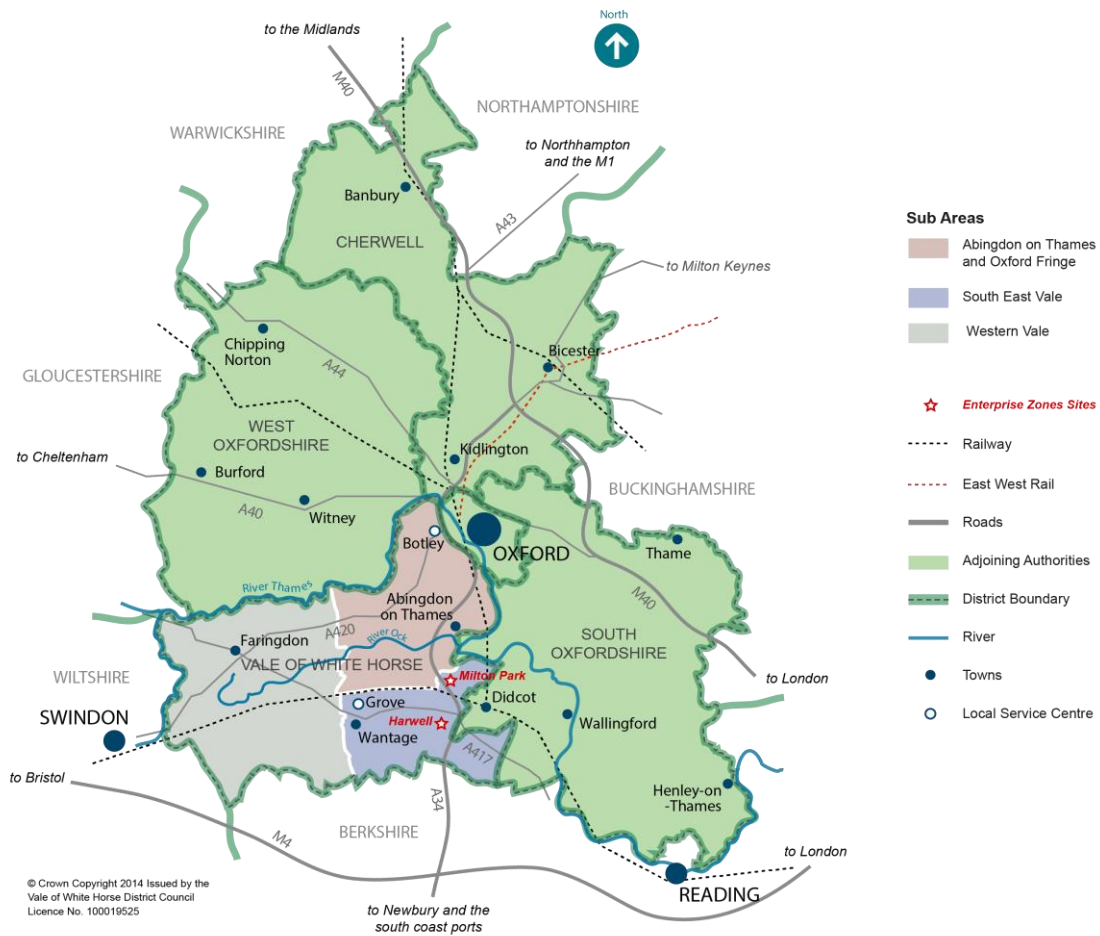 North
to the Midlands
M40
NORTHAMPTONSHIRE
WARWICKSHIRE
to Northhampton
and the M1
Banbury
A43
CHERWELL
to Milton Keynes
Chipping
Norton
Bicester
A44
GLOUCESTERSHIRE
WEST
OXFORDSHIRE
Kidlington
to Cheltenham
Burford
BUCKINGHAMSHIRE
A40
Witney
Botley
OXFORD
Thame
River Thames
M40
Abingdon
on Thames
A420
River Ock
Faringdon
SOUTH
OXFORDSHIRE
VALE OF WHITE HORSE
WILTSHIRE
Milton Park
to London
Didcot
Grove
SWINDON
Harwell
Wallingford
Wantage
A417
to Bristol
Henley-on
-Thames
A34
BERKSHIRE
M4
to London
READING
to Newbury and the
south coast ports
© Crown Copyright 2014 Issued by the
Vale of White Horse District Council
Licence No. 100019525
Sub Areas
Abingdon on Thames
and Oxford Fringe
South East Vale
Western Vale
Enterprise Zones Sites
Railway
East West Rail
Roads
Adjoining Authorities
District Boundary
River
Towns
Local Service Centre